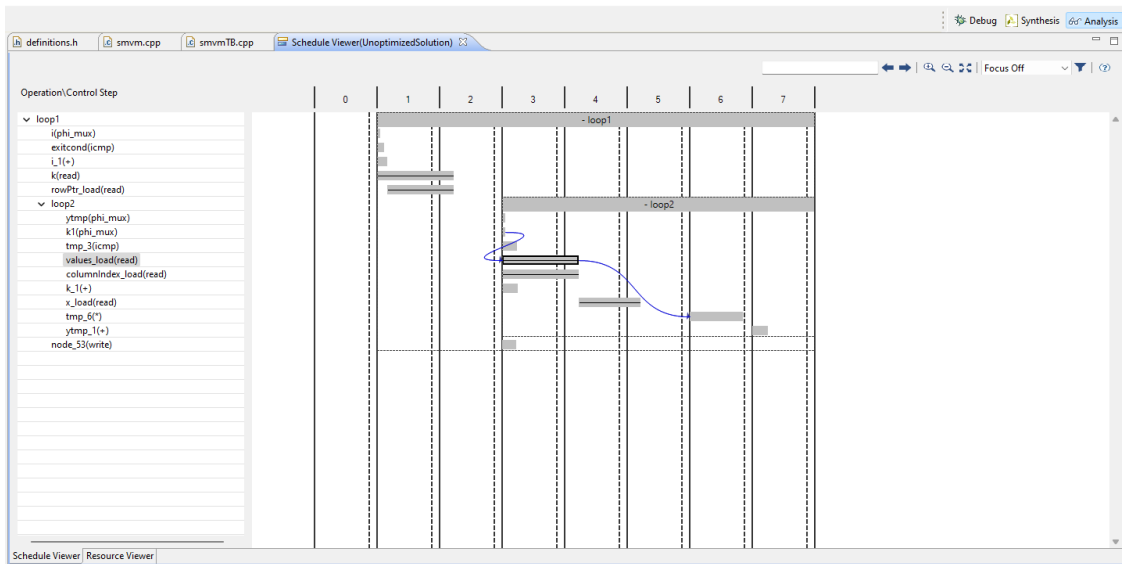 Debug Synthesis Analysis
definitions.h smvm.cpp smvmTB.cpp Schedule Viewer(UnoptimizedSolution)
Focus Off
Operation\Control Step 0 1 2 3 4 5 6 7
loop1 - loop1
i(phi_mux)
exitcond(icmp)
i_1(+)
k(read)
rowPtr_load(read)
loop2 - loop2
ytmp(phi_mux)
k1(phi_mux)
tmp_3(icmp)
values_load(read)
columnIndex_load(read)
k_1(+)
x_load(read)
tmp_6(*)
ytmp_1(+)
node_53(write)
Schedule Viewer Resource Viewer